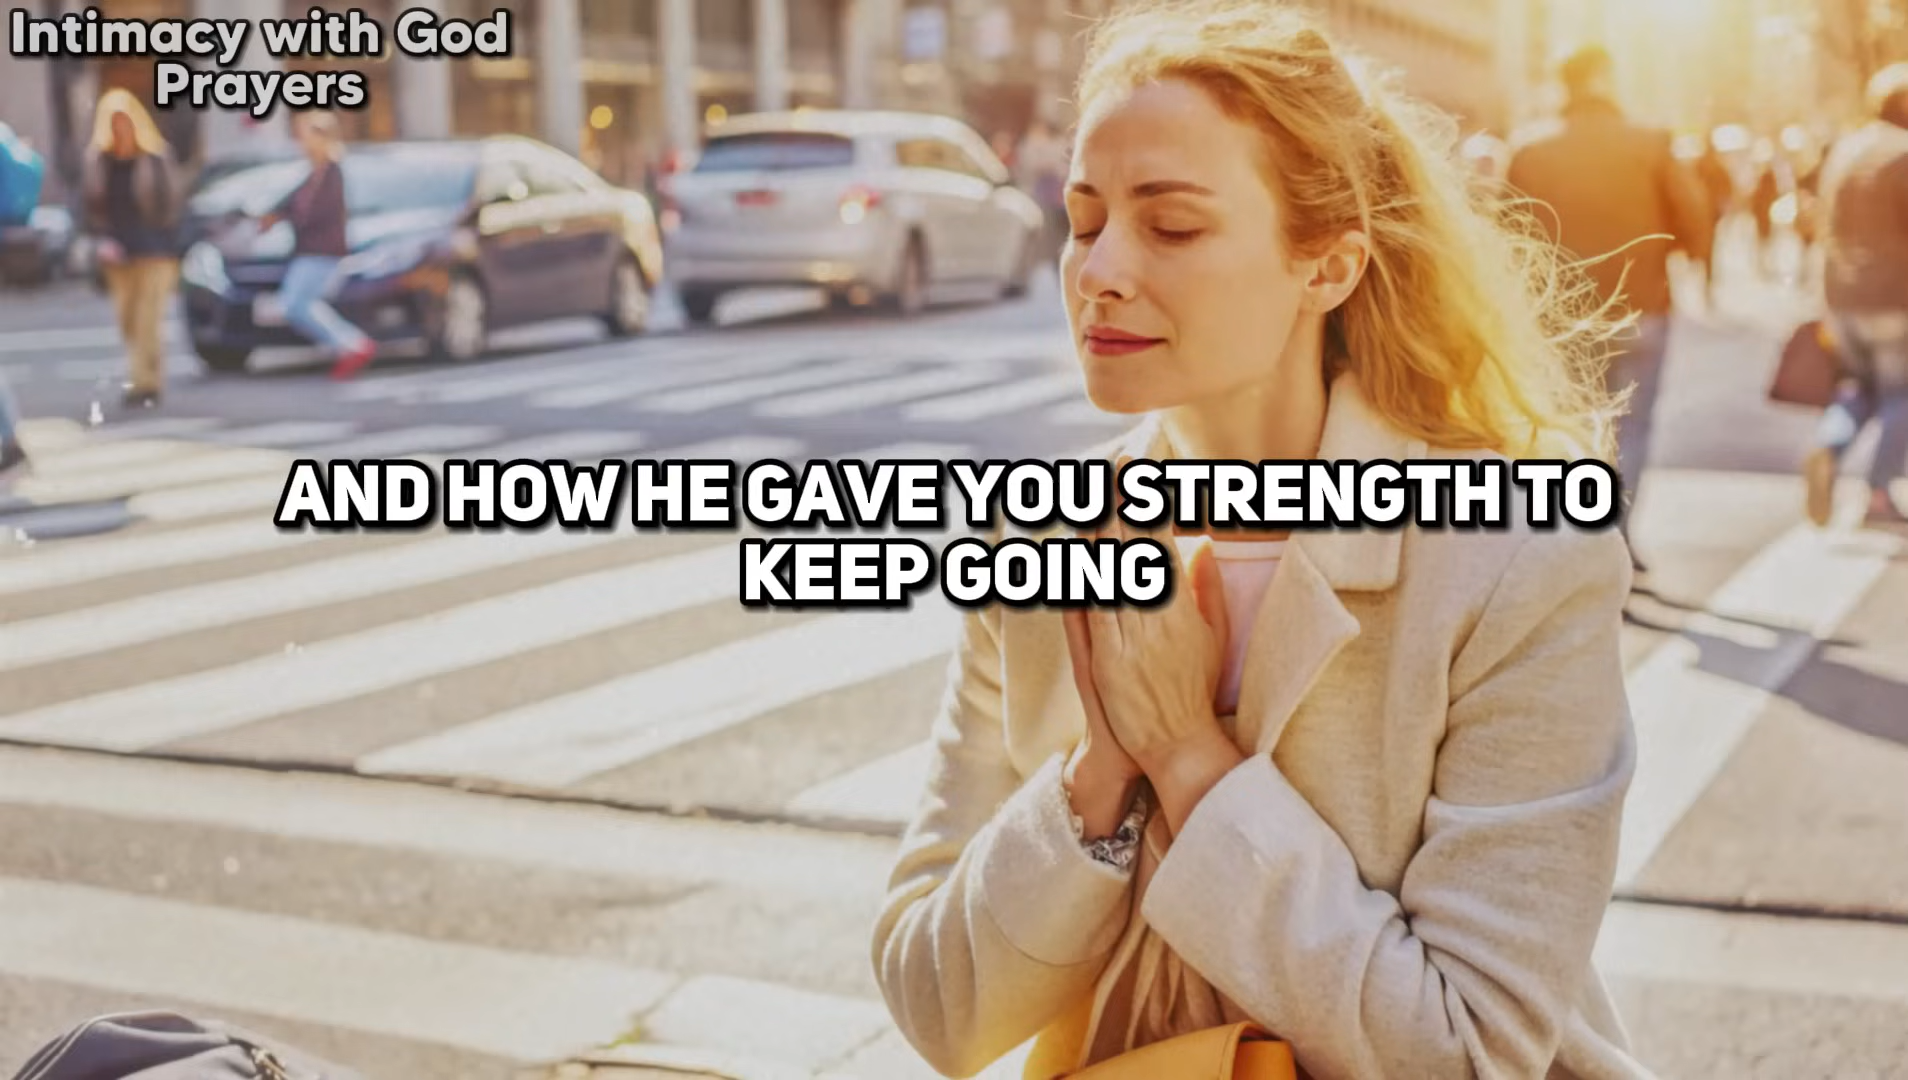 Intimacy with God
Prayers
AND HOW HE GAVE YOU STRENGTH TO
KEEP GOING